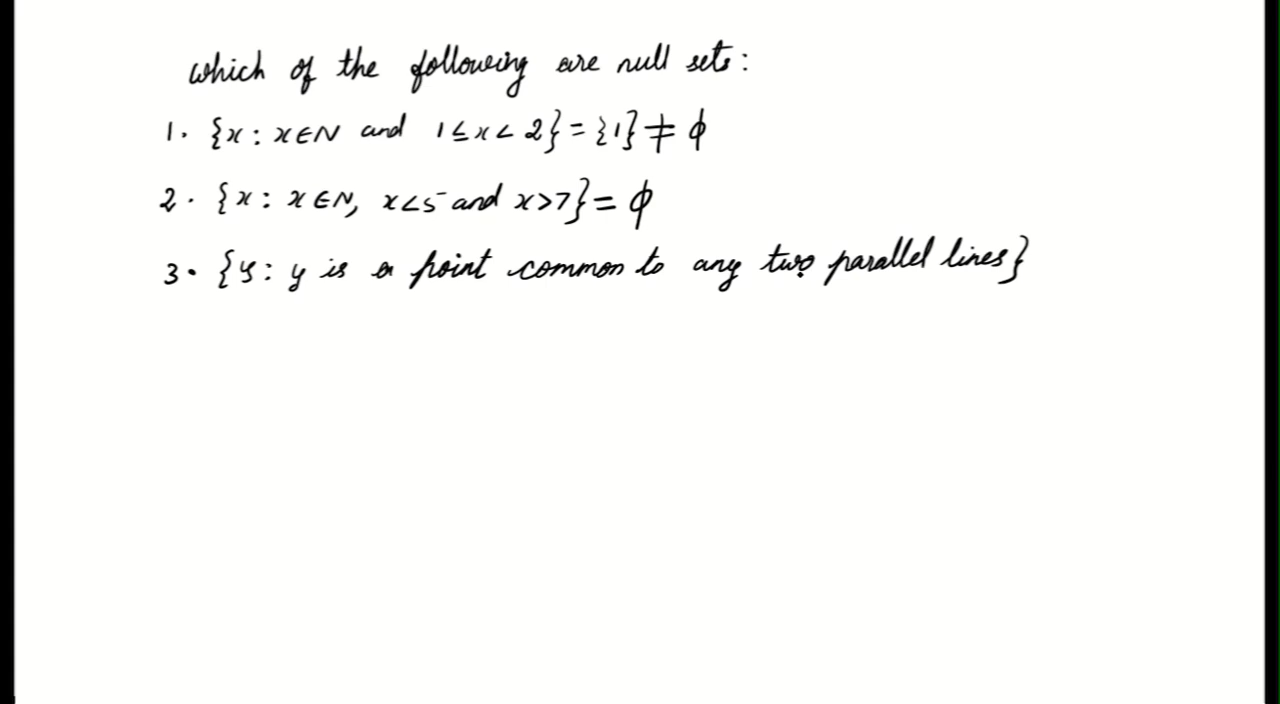 which of the following are null sets:
1. {x : x∈N and 1≤x<2} = {1} ≠ ϕ
2. {x : x∈N, x<5 and x>7} = ϕ
3. {y : y is a point common to any two parallel lines}